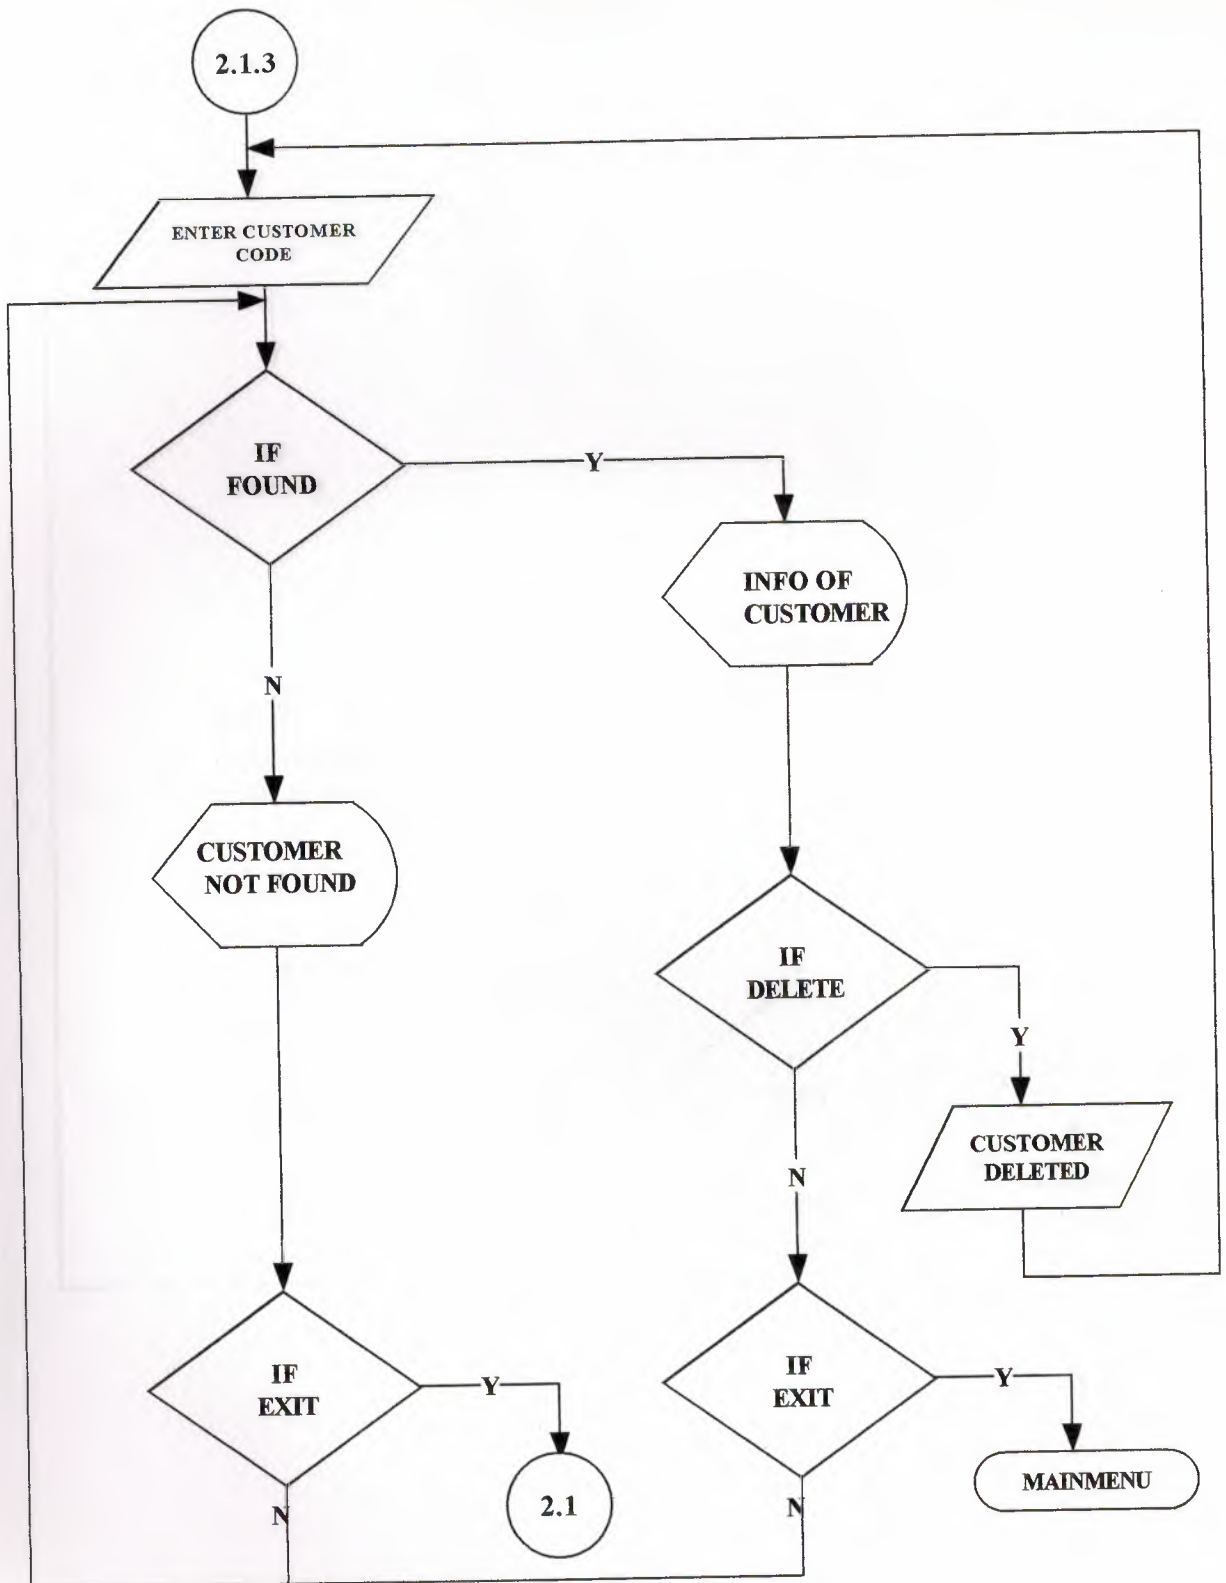 2.1.3
ENTER CUSTOMER
CODE
IF
FOUND
Y
INFO OF
CUSTOMER
N
CUSTOMER
NOT FOUND
IF
DELETE
Y
CUSTOMER
DELETED
N
IF
EXIT
Y
2.1
N
IF
EXIT
Y
MAINMENU
N